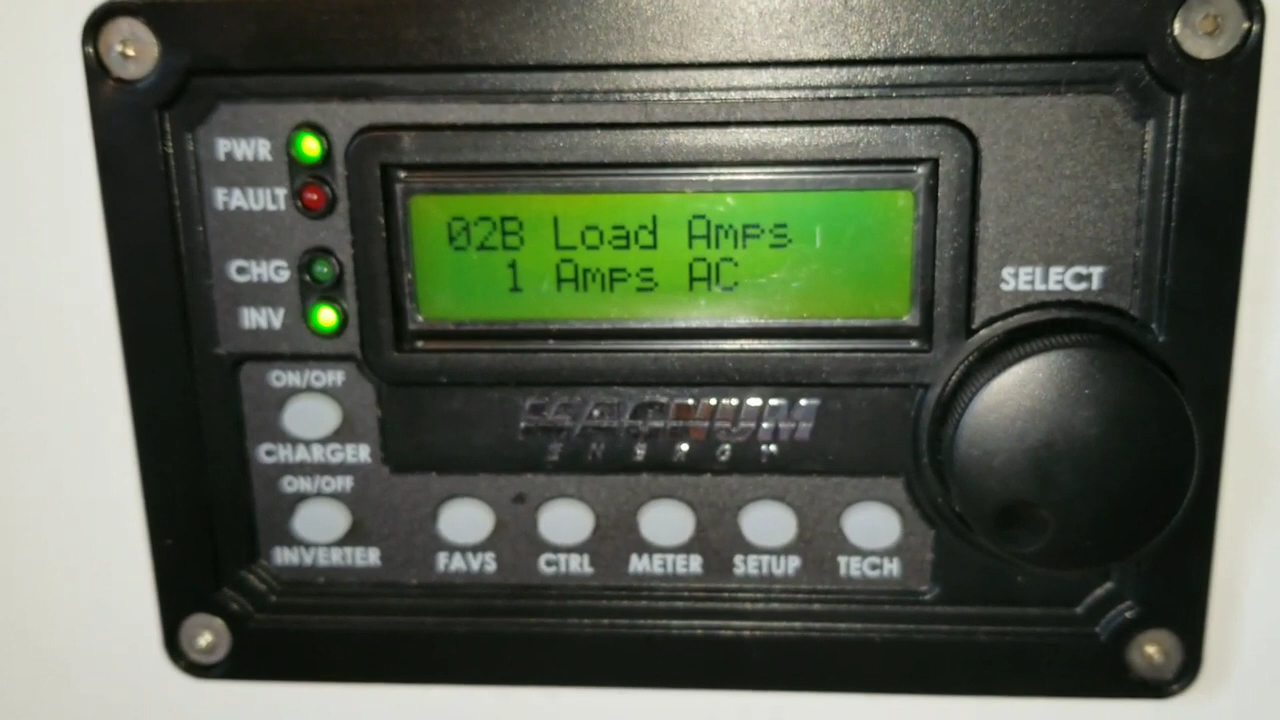 PWR
FAULT
CHG
INV
02B Load Amps
1 Amps AC
SELECT
ON/OFF
CHARGER
ON/OFF
INVERTER
MAGNUM
ENERGY
FAVS
CTRL
METER
SETUP
TECH